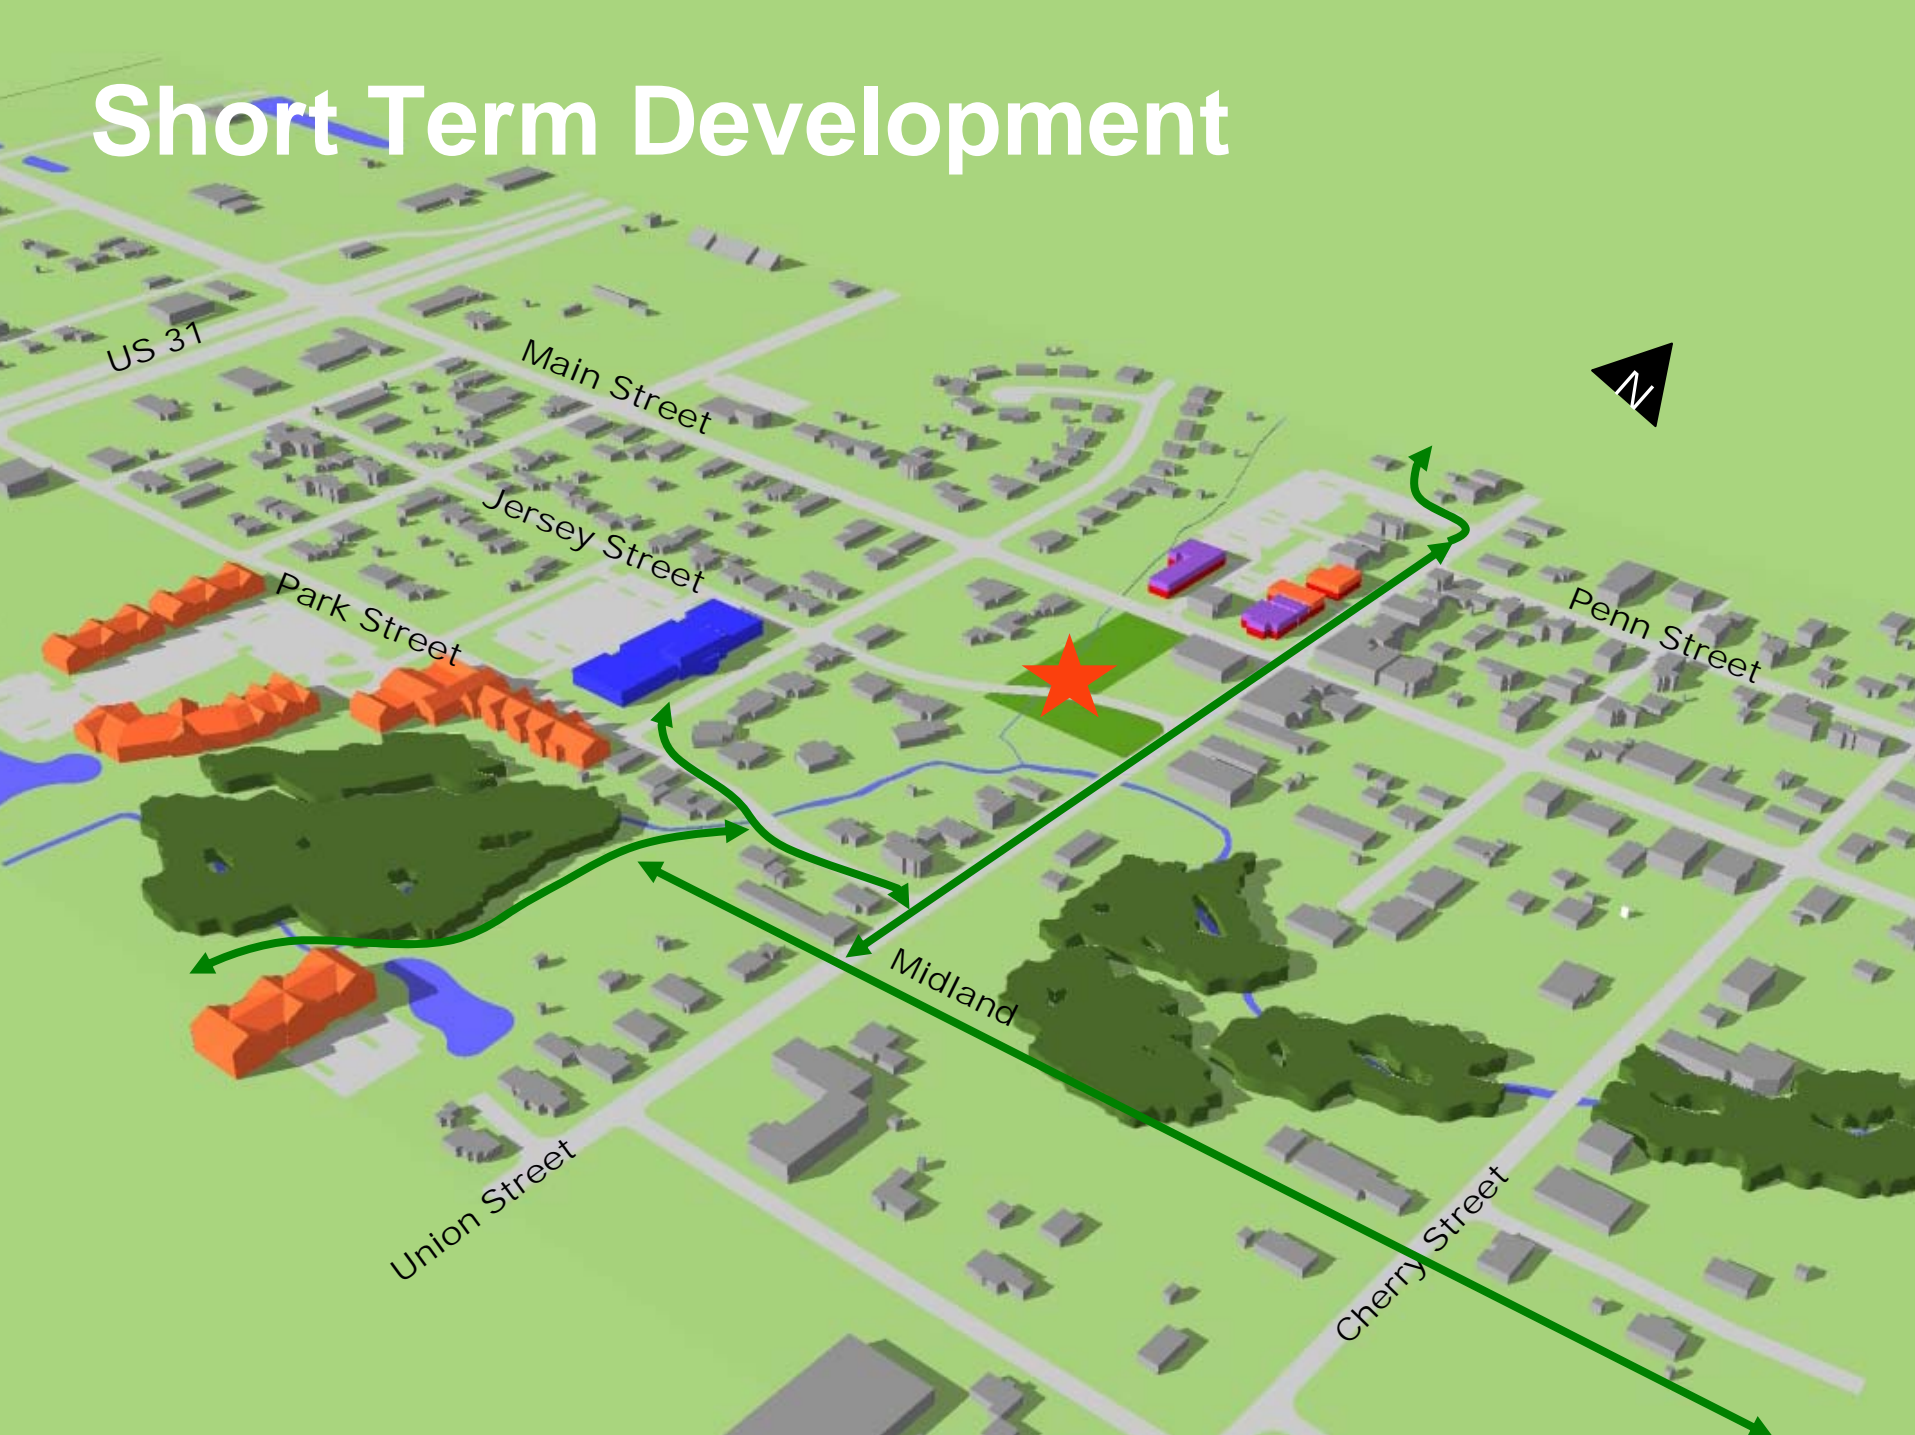 Short Term Development
US 31
Main Street
N
Jersey Street
Park Street
Penn Street
Midland
Union Street
Cherry Street